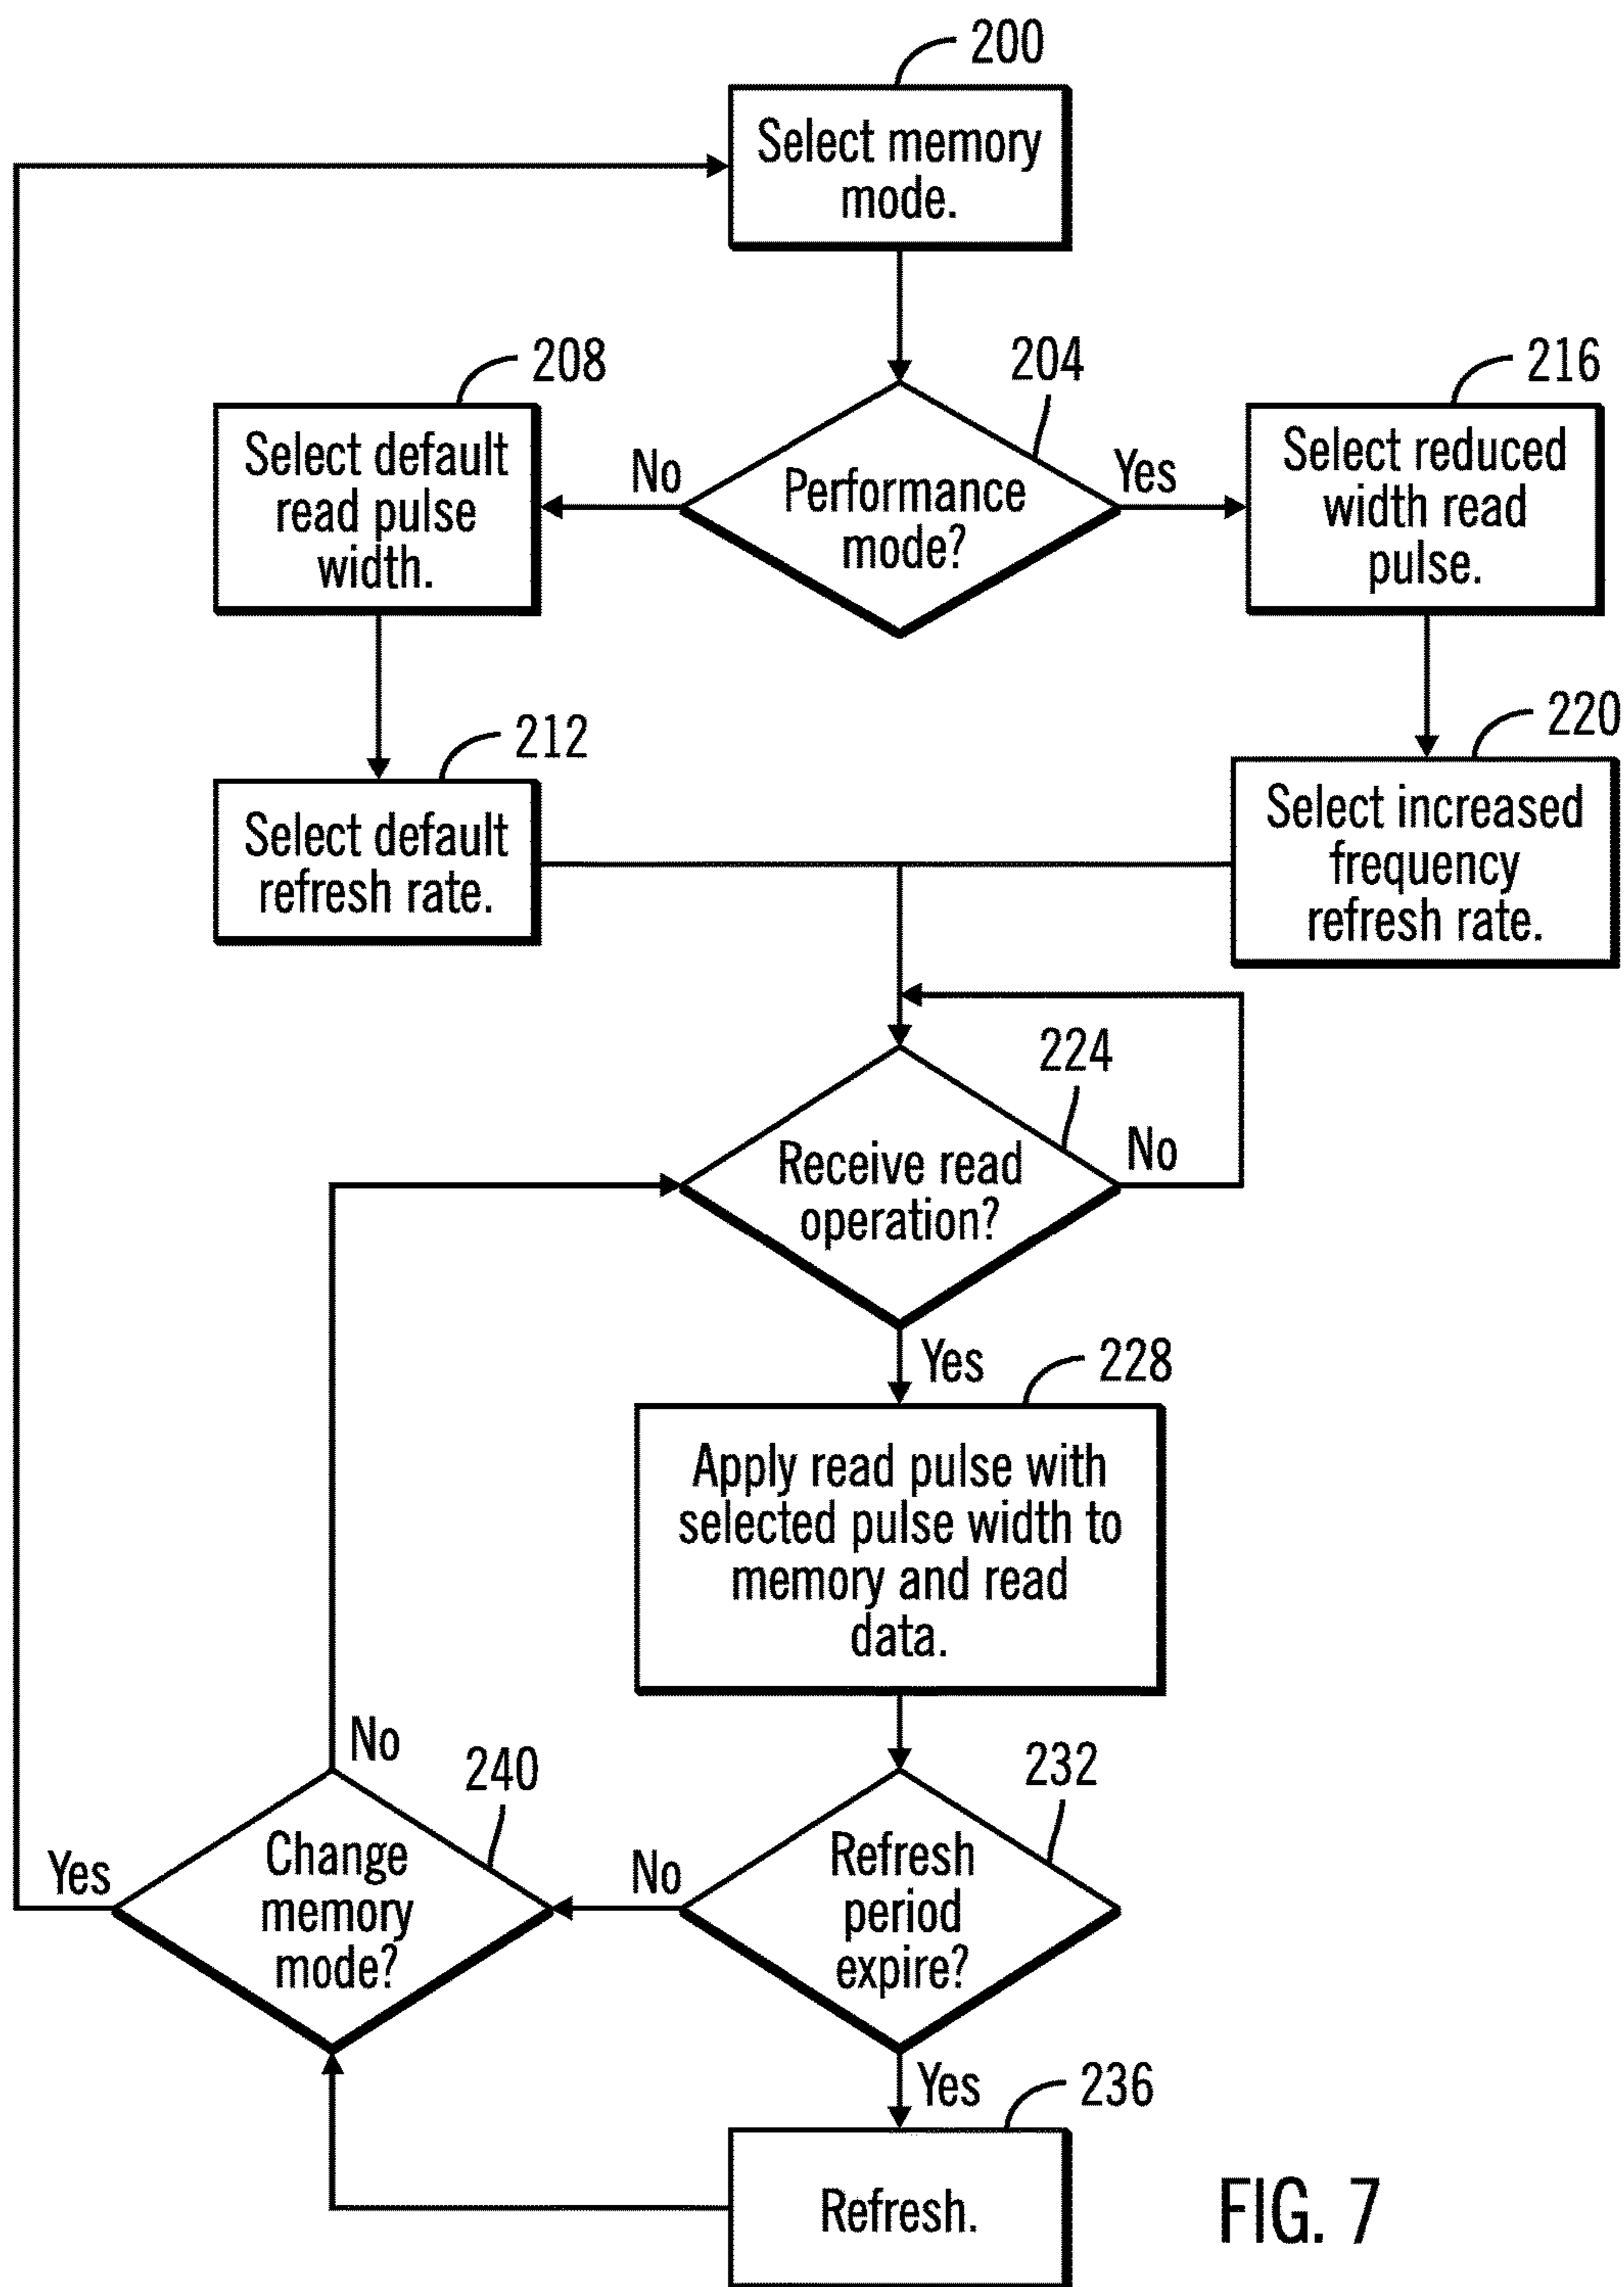 200
Select memory
mode.
208
204
216
Select default
read pulse
width.
No
Performance
mode?
Yes
Select reduced
width read
pulse.
212
220
Select default
refresh rate.
Select increased
frequency
refresh rate.
224
Receive read
operation?
No
Yes
228
Apply read pulse with
selected pulse width to
memory and read
data.
No
240
232
Yes
Change
memory
mode?
No
Refresh
period
expire?
Yes
236
Refresh.
FIG. 7